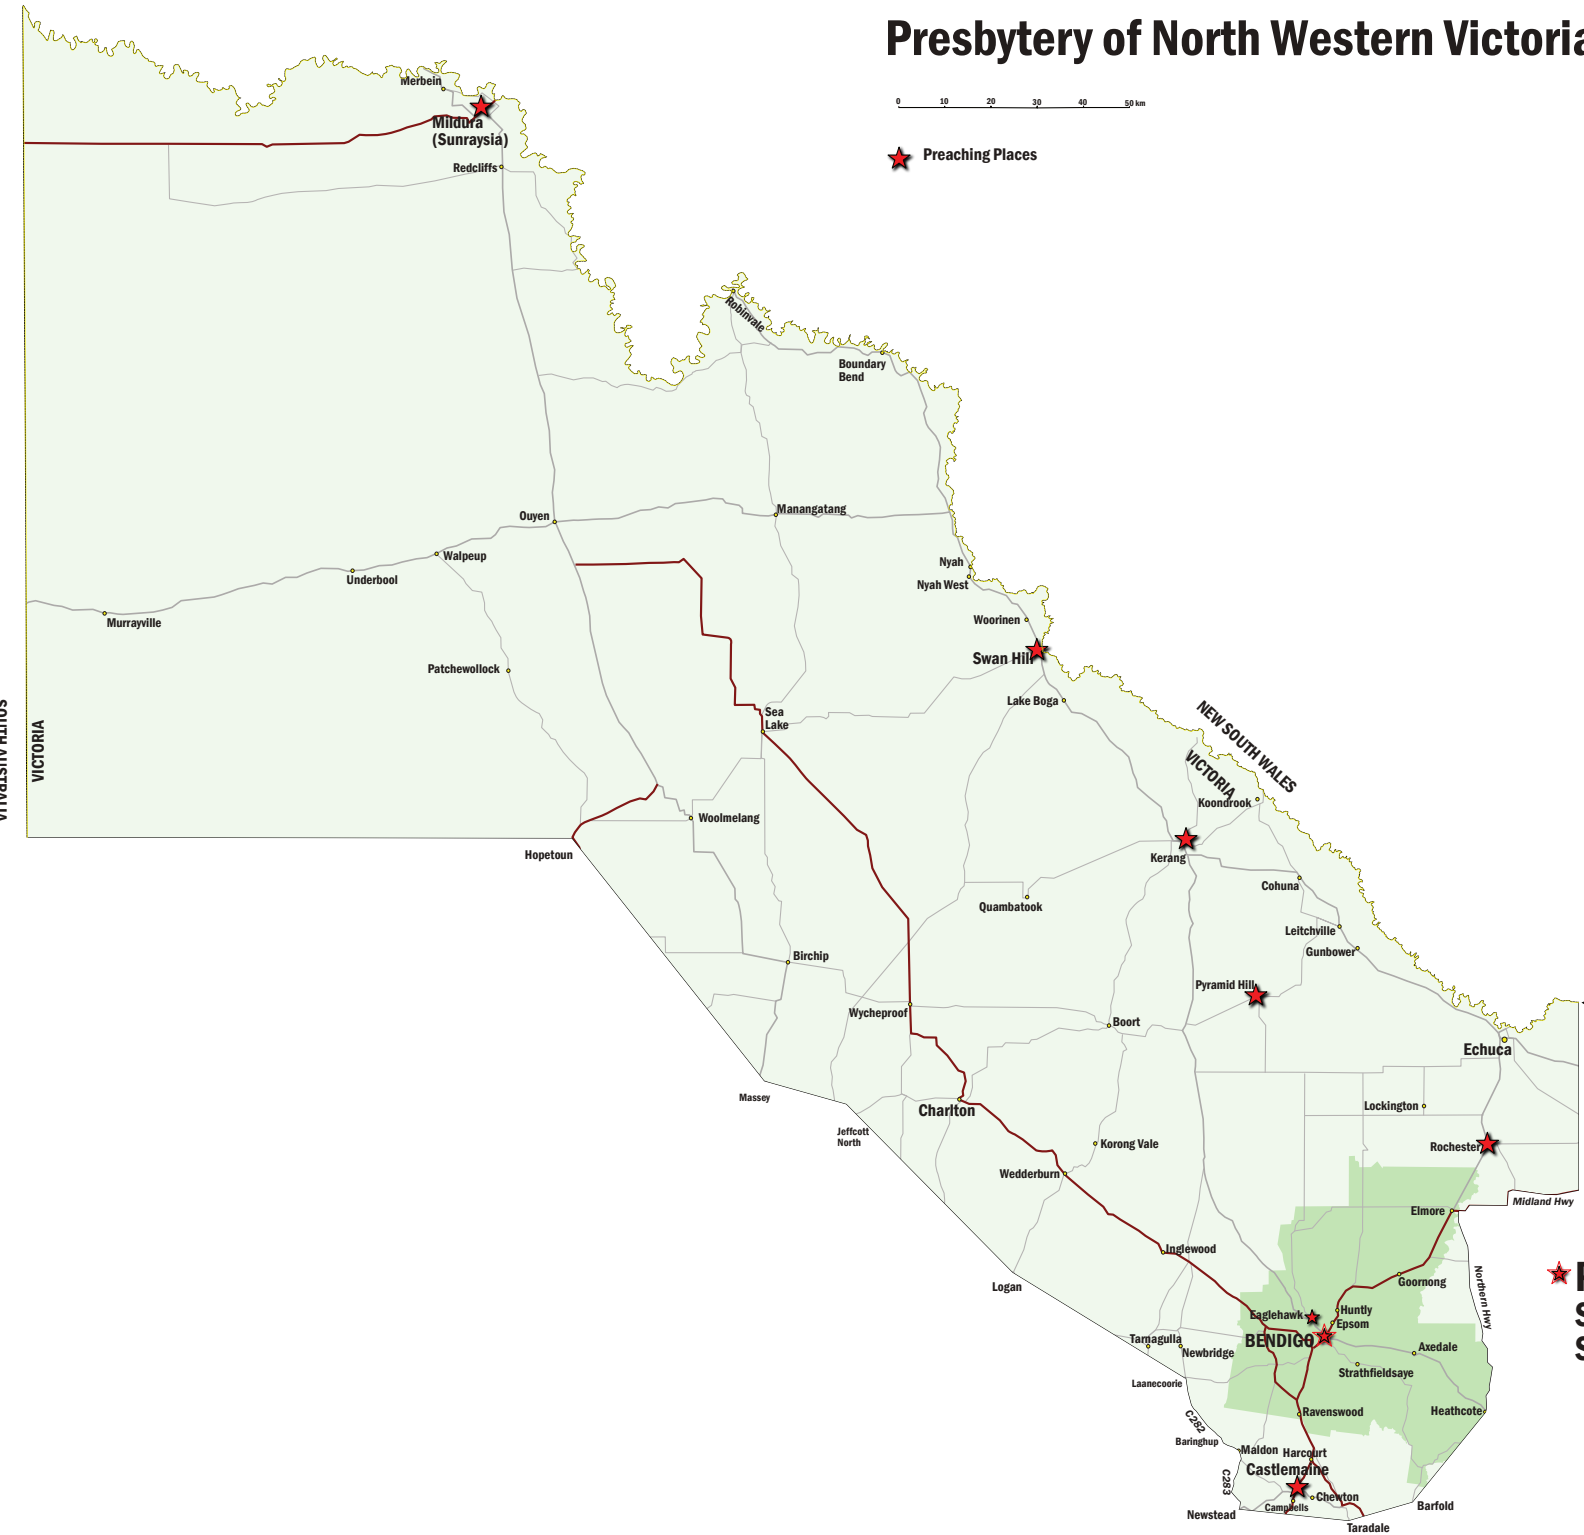 Presbytery of North Western Victoria
0 10 20 30 40 50 km
Preaching Places
Merbein
Mildura
(Sunraysia)
Redcliffs
Robinvale
Boundary
Bend
Ouyen
Manangatang
Walpeup
Underbool
Murrayville
Nyah
Nyah West
Woorinen
Swan Hill
Patchewollock
Lake Boga
Sea
Lake
NEW SOUTH WALES
VICTORIA
SOUTH AUSTRALIA
VICTORIA
Koondrook
Woolmelang
Hopetoun
Kerang
Cohuna
Quambatook
Leitchville
Gunbower
Birchip
Pyramid Hill
Wycheproof
Boort
Echuca
Massey
Charlton
Lockington
Jeffcott
North
Korong Vale
Rochester
Wedderburn
Midland Hwy
Elmore
Inglewood
Goornong
Logan
Northern Hwy
Huntly
Eaglehawk
Epsom
BENDIGO
Tarnagulla
Newbridge
Axedale
Strathfieldsaye
Laanecoorie
Ravenswood
Heathcote
C282
Baringhup
Maldon
Harcourt
Castlemaine
C283
Chewton
Campbells
Newstead
Barfold
Taradale